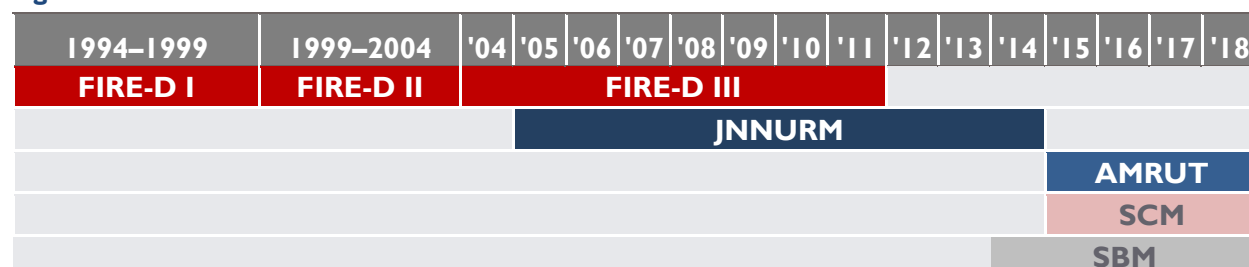 1994–1999 1999–2004 '04 '05 '06 '07 '08 '09 '10 '11 '12 '13 '14 '15 '16 '17 '18
FIRE-D I FIRE-D II FIRE-D III
JNNURM
AMRUT
SCM
SBM